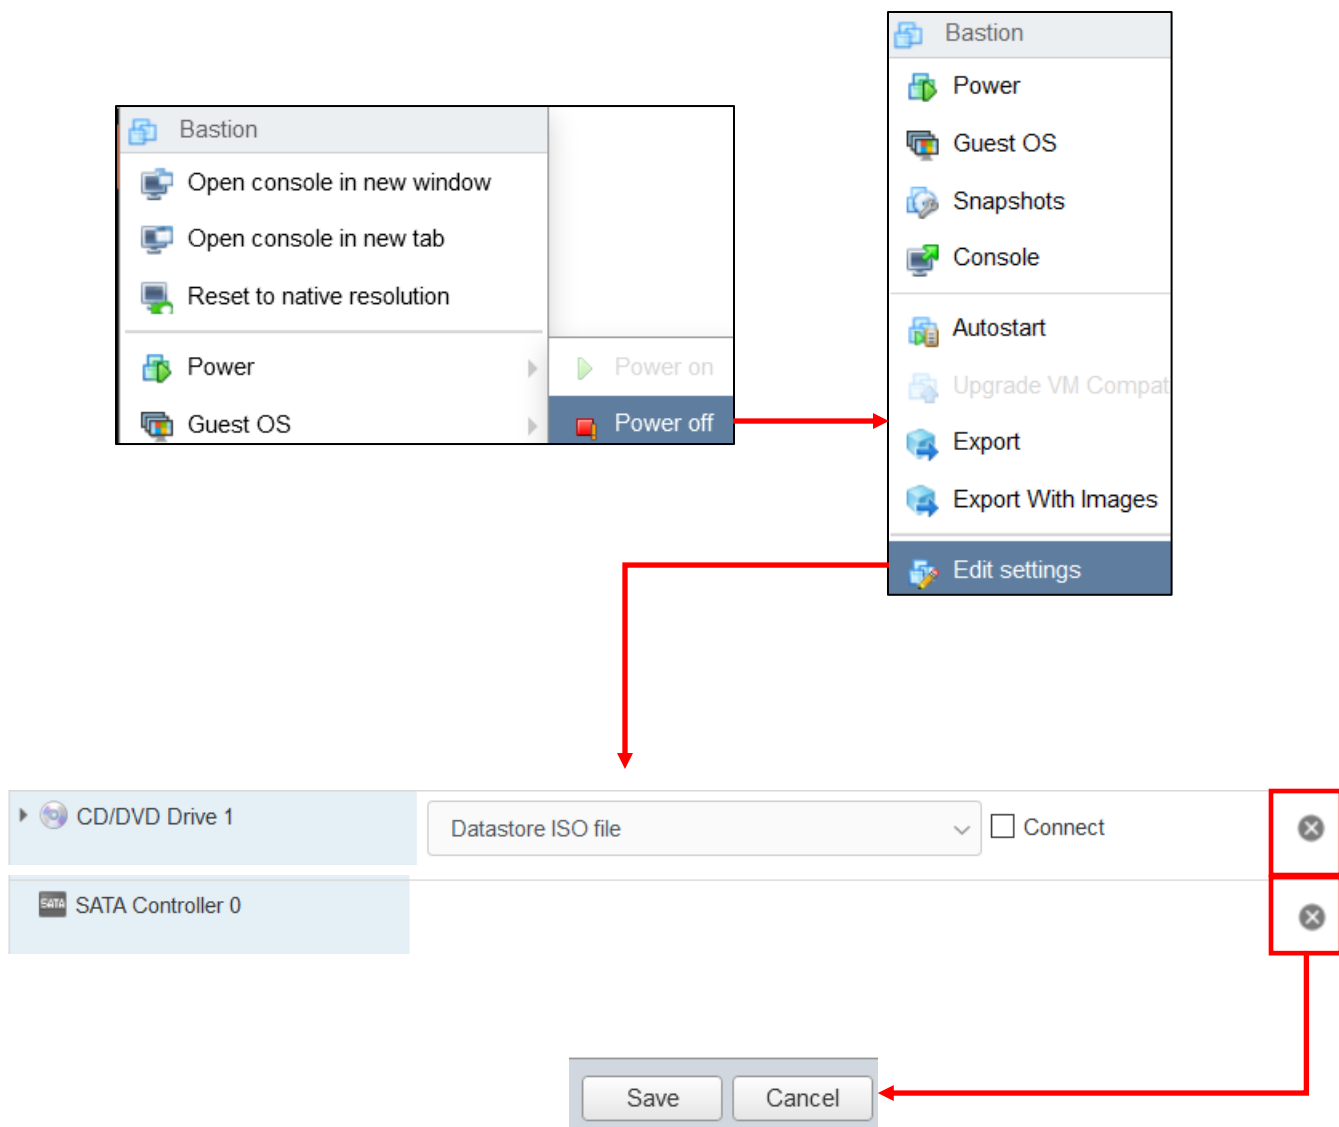 Bastion
Open console in new window
Open console in new tab
Reset to native resolution
Power
Guest OS
Power on
Power off
Bastion
Power
Guest OS
Snapshots
Console
Autostart
Upgrade VM Compat
Export
Export With Images
Edit settings
CD/DVD Drive 1
Datastore ISO file
Connect
SATA
SATA Controller 0
Save
Cancel